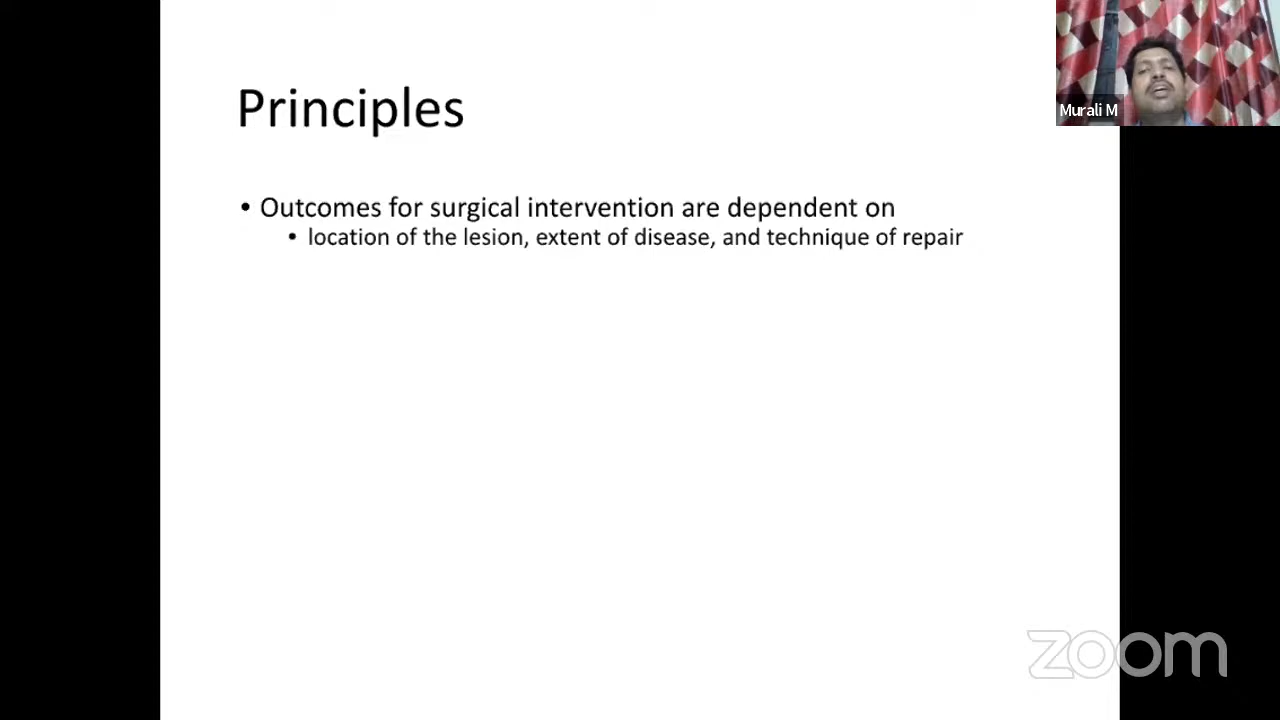 Principles
• Outcomes for surgical intervention are dependent on
• location of the lesion, extent of disease, and technique of repair
Murali M
zoom